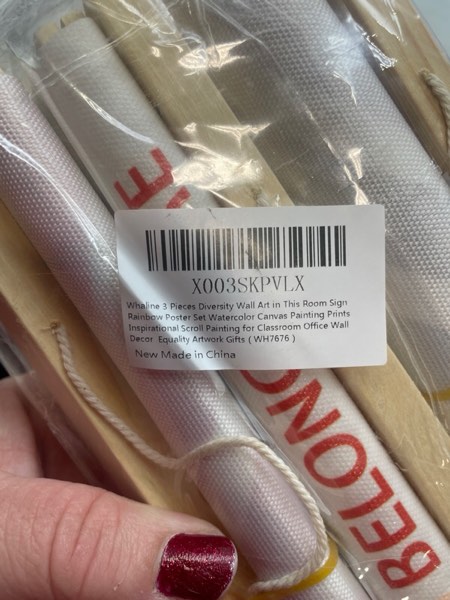 E
X003SKPVLX
Whaline 3 Pieces Diversity Wall Art in This Room Sign
Rainbow Poster Set Watercolor Canvas Painting Prints
Inspirational Scroll Painting for Classroom Office Wall
Decor Equality Artwork Gifts ( WH7676 )
New Made in China
BELONG